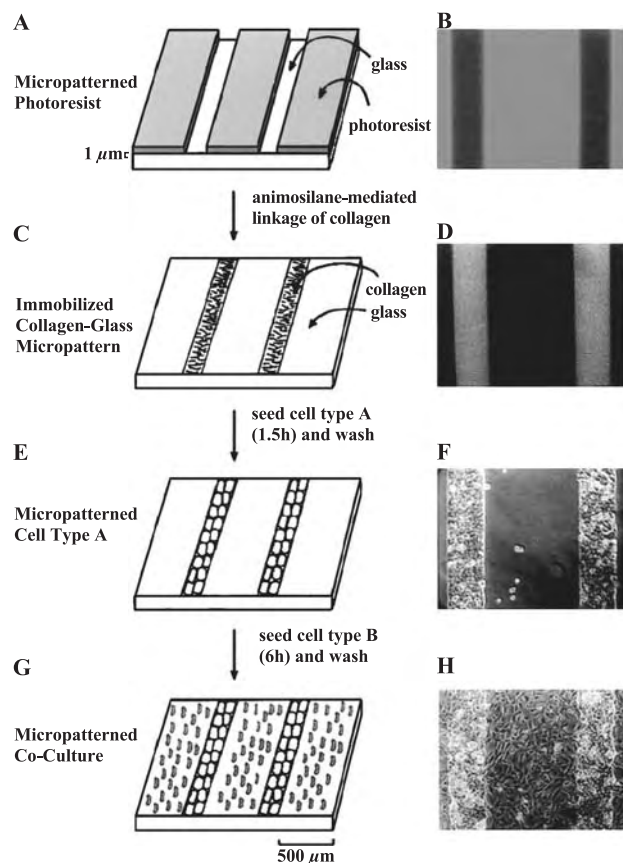 A
B
Micropatterned
Photoresist
glass
photoresist
1 μm
animosilane-mediated
linkage of collagen
C
D
Immobilized
Collagen-Glass
Micropattern
collagen
glass
seed cell type A
(1.5h) and wash
E
F
Micropatterned
Cell Type A
seed cell type B
(6h) and wash
G
H
Micropatterned
Co-Culture
500 μm